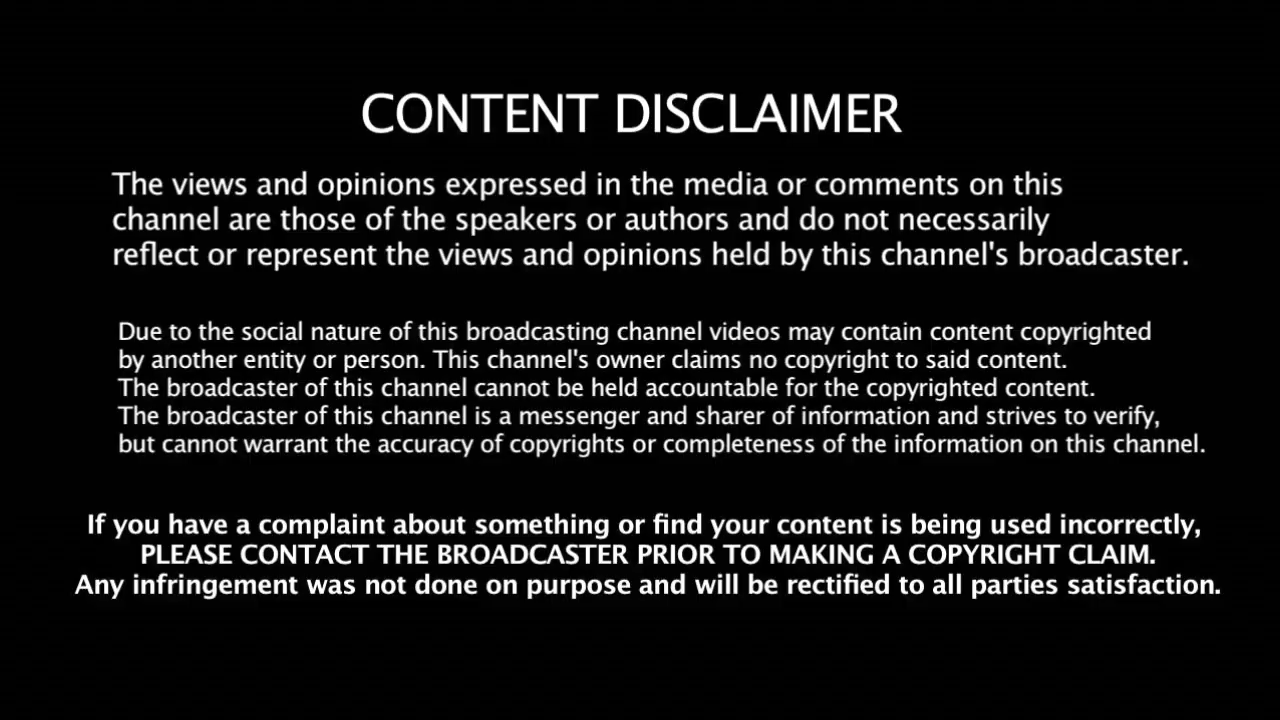 CONTENT DISCLAIMER
The views and opinions expressed in the media or comments on this
channel are those of the speakers or authors and do not necessarily
reflect or represent the views and opinions held by this channel's broadcaster.
Due to the social nature of this broadcasting channel videos may contain content copyrighted
by another entity or person. This channel's owner claims no copyright to said content.
The broadcaster of this channel cannot be held accountable for the copyrighted content.
The broadcaster of this channel is a messenger and sharer of information and strives to verify,
but cannot warrant the accuracy of copyrights or completeness of the information on this channel.
If you have a complaint about something or find your content is being used incorrectly,
PLEASE CONTACT THE BROADCASTER PRIOR TO MAKING A COPYRIGHT CLAIM.
Any infringement was not done on purpose and will be rectified to all parties satisfaction.